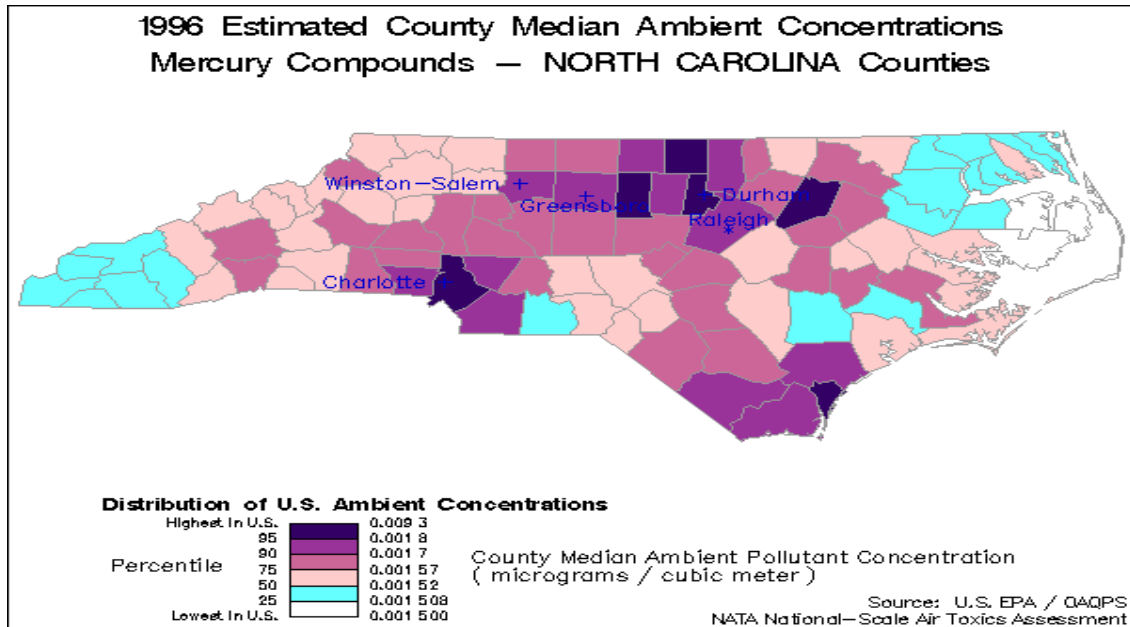 1996 Estimated County Median Ambient Concentrations
Mercury Compounds — NORTH CAROLINA Counties
Winston-Salem
Greensboro
Durham
Raleigh
Charlotte
Distribution of U.S. Ambient Concentrations
Highest In U.S. 0.009 3
95 0.001 8
90 0.001 7
Percentile
75 0.001 57
50 0.001 52
25 0.001 508
Lowest In U.S. 0.001 500
County Median Ambient Pollutant Concentration
( micrograms / cubic meter )
Source: U.S. EPA / OAQPS
NATA National-Scale Air Toxics Assessment